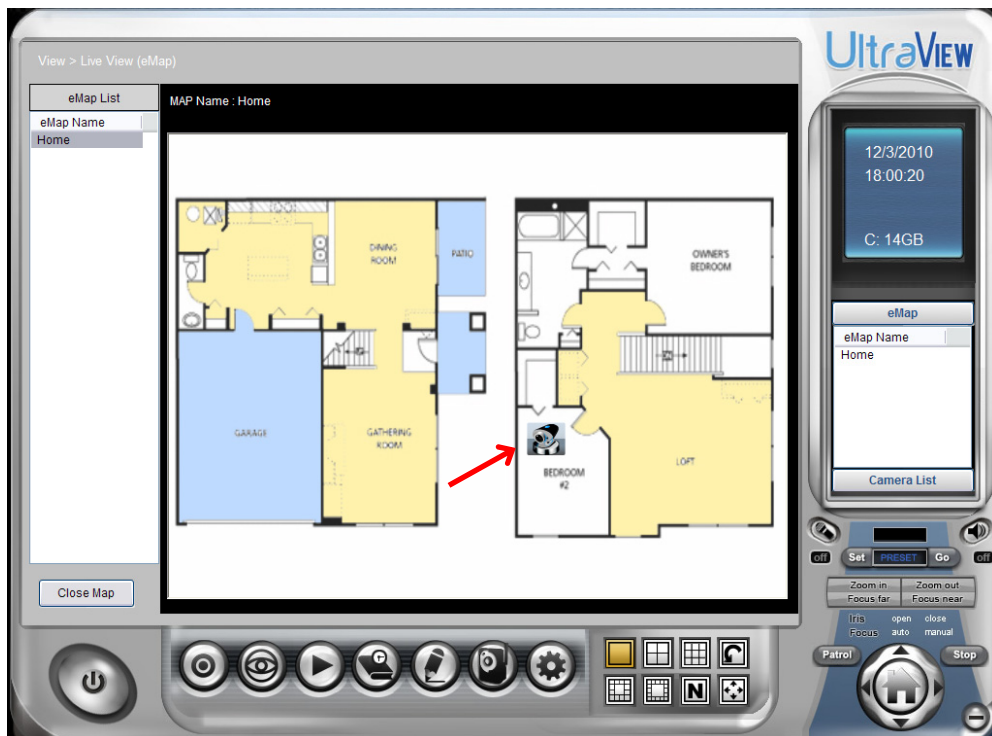 View > Live View (eMap)
UltraView
eMap List
eMap Name
Home
MAP Name : Home
DINING
ROOM
PATIO
GARAGE
GATHERING
ROOM
OWNER'S
BEDROOM
BEDROOM
#2
LOFT
Close Map
12/3/2010
18:00:20
C: 14GB
eMap
eMap Name
Home
Camera List
off
Set
PRESET
Go
off
Zoom in
Zoom out
Focus far
Focus near
Iris open close
Focus auto manual
Patrol
Stop
N